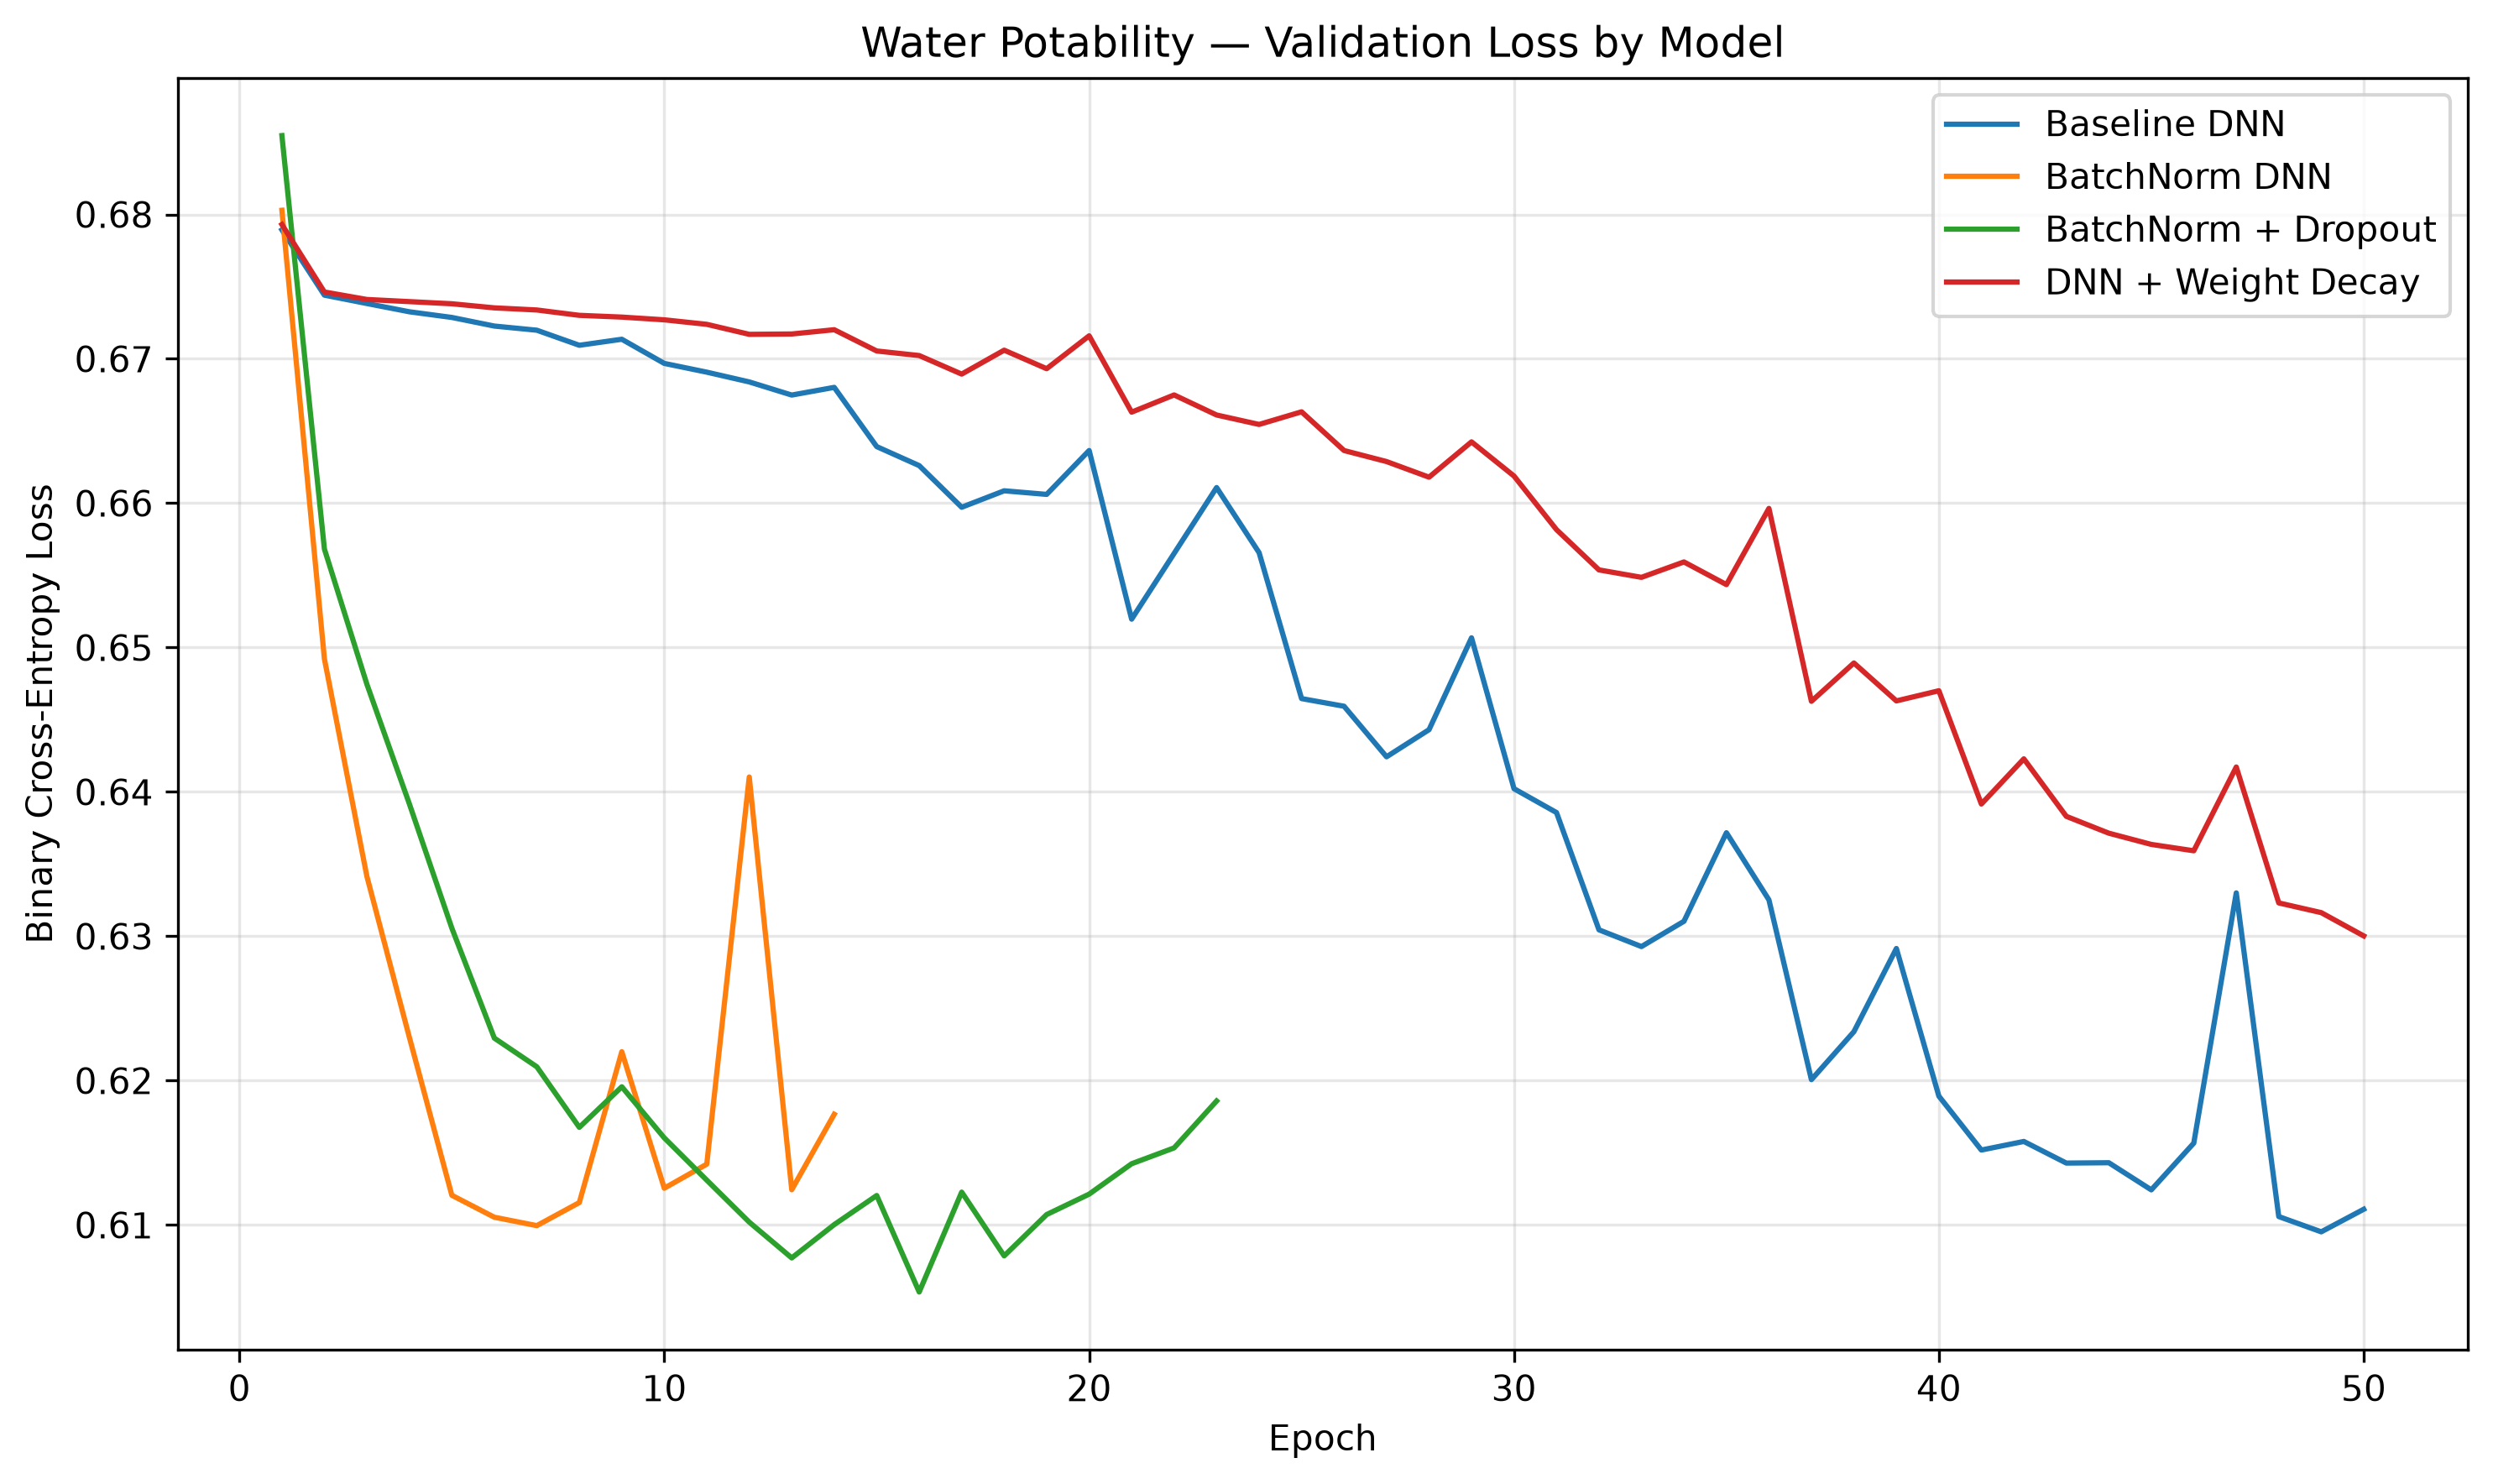 Water Potability — Validation Loss by Model
Baseline DNN
BatchNorm DNN
BatchNorm + Dropout
DNN + Weight Decay
Binary Cross-Entropy Loss
0.68
0.67
0.66
0.65
0.64
0.63
0.62
0.61
0 10 20 30 40 50
Epoch